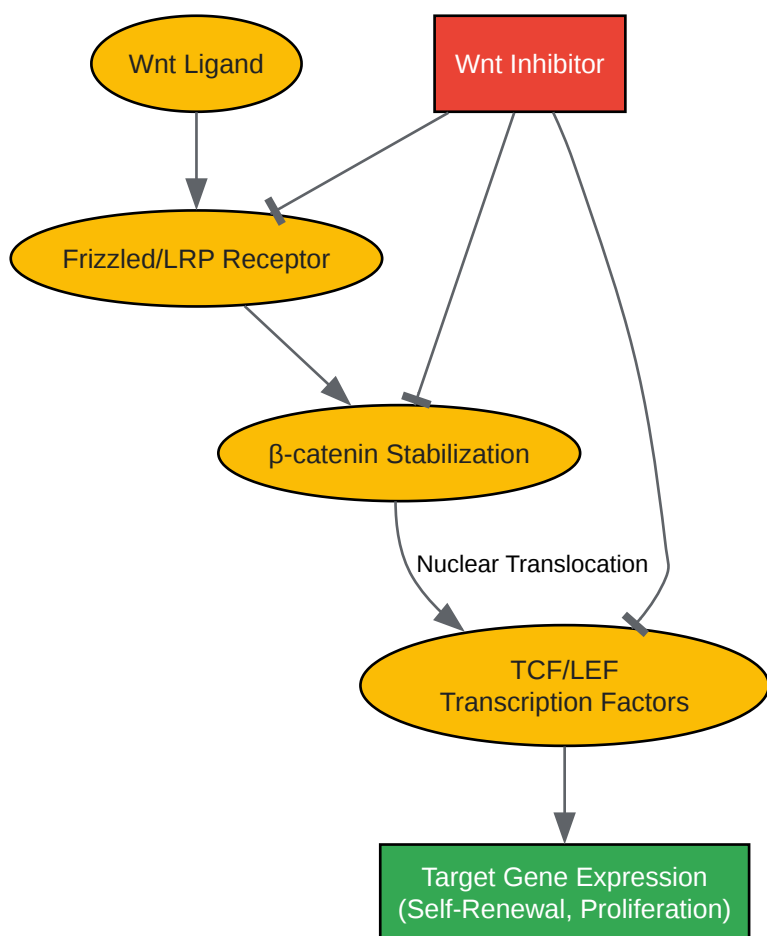 Wnt Ligand
Wnt Inhibitor
Frizzled/LRP Receptor
β-catenin Stabilization
Nuclear Translocation
TCF/LEF
Transcription Factors
Target Gene Expression
(Self-Renewal, Proliferation)